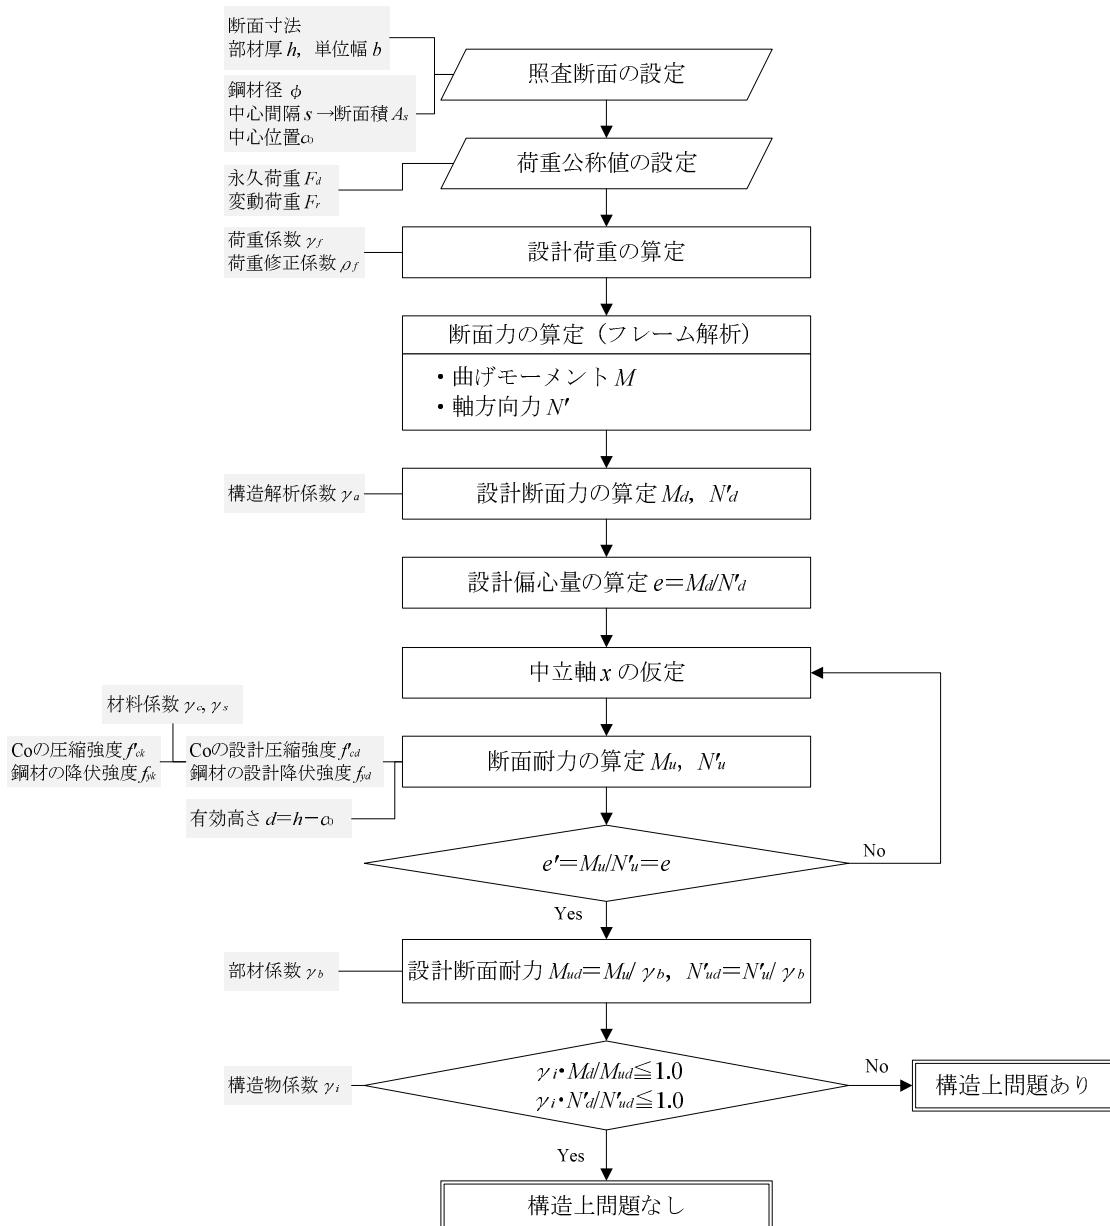 断面寸法
部材厚 h, 単位幅 b
照査断面の設定
鋼材径 φ
中心間隔 s→断面積 As
中心位置c0
荷重公称値の設定
永久荷重 Fd
変動荷重 Fr
荷重係数 γf
荷重修正係数 ρf
設計荷重の算定
断面力の算定（フレーム解析）
・曲げモーメント M
・軸方向力 N'
構造解析係数 γa
設計断面力の算定 Md, N'd
設計偏心量の算定 e=Md/N'd
中立軸 x の仮定
材料係数 γc, γs
Coの圧縮強度 f'ck
鋼材の降伏強度 fyk
Coの設計圧縮強度 f'cd
鋼材の設計降伏強度 fyd
断面耐力の算定 Mu, N'u
有効高さ d=h-c0
e'=Mu/N'u=e
No
Yes
部材係数 γb
設計断面耐力 Mud=Mu/γb, N'ud=N'u/γb
構造物係数 γi
γi・Md/Mud≦1.0
γi・N'd/N'ud≦1.0
No
構造上問題あり
Yes
構造上問題なし